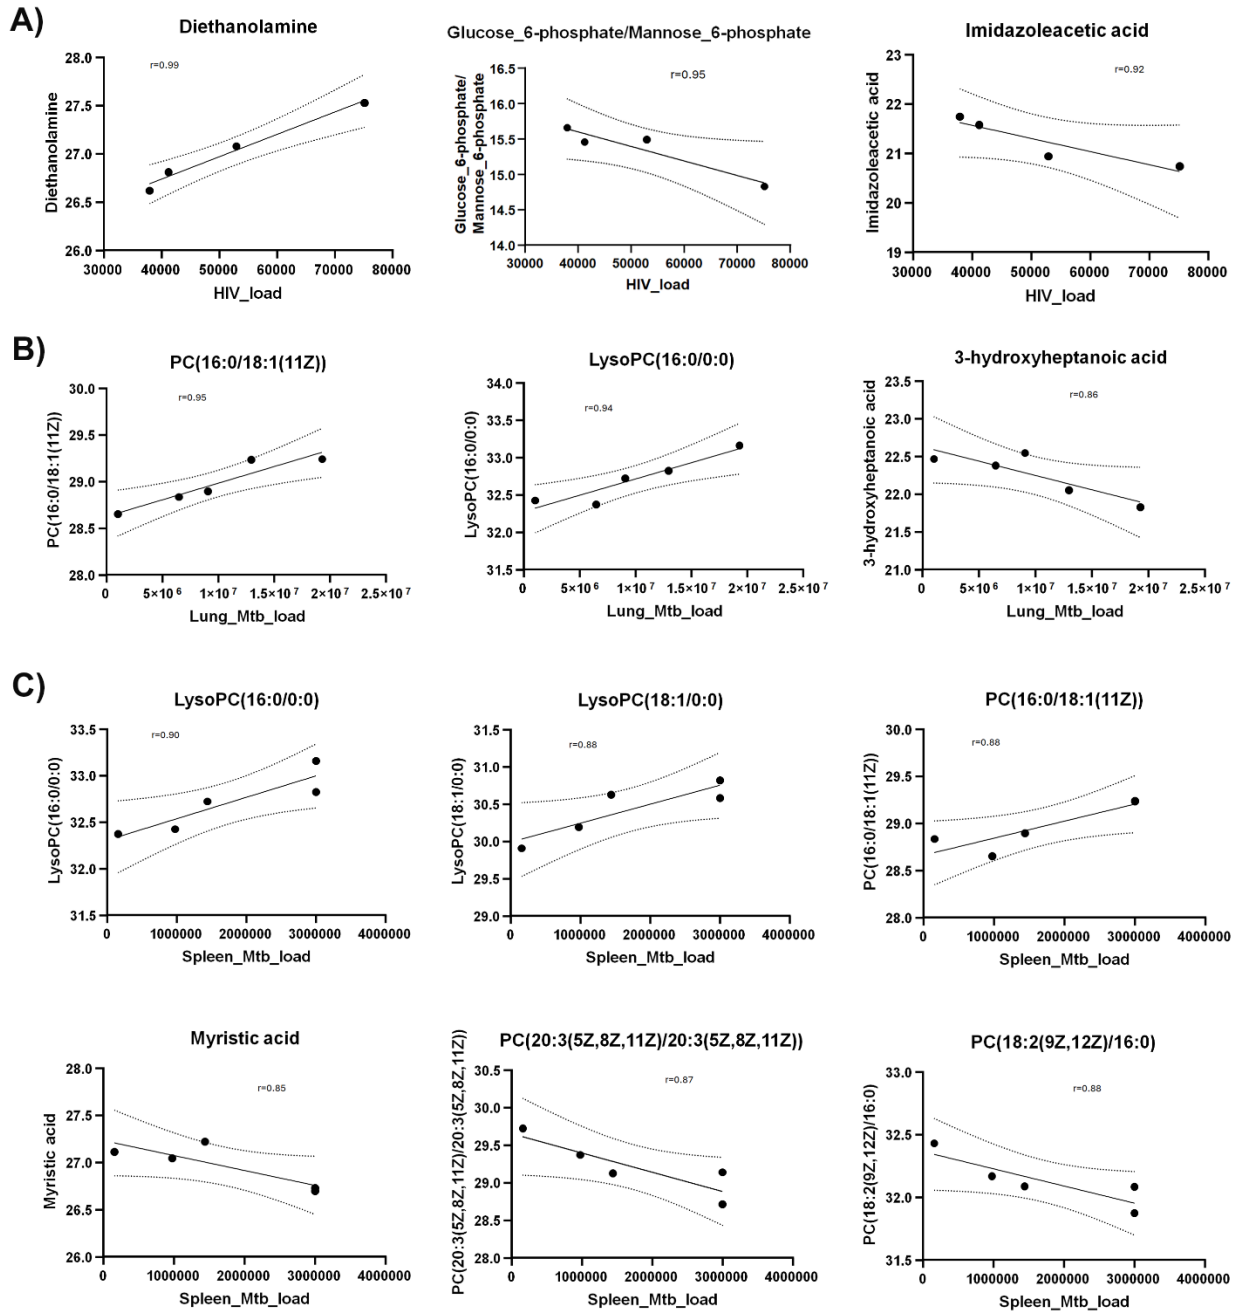 A)
Diethanolamine
r=0.99
Diethanolamine
28.0
27.5
27.0
26.5
26.0
30000 40000 50000 60000 70000 80000
HIV_load
Glucose_6-phosphate/Mannose_6-phosphate
r=0.95
Glucose_6-phosphate/
Mannose_6-phosphate
16.5
16.0
15.5
15.0
14.5
14.0
30000 40000 50000 60000 70000 80000
HIV_load
Imidazoleacetic acid
r=0.92
Imidazoleacetic acid
23
22
21
20
19
30000 40000 50000 60000 70000 80000
HIV_load
B)
PC(16:0/18:1(11Z))
r=0.95
PC(16:0/18:1(11Z))
30.0
29.5
29.0
28.5
28.0
0 5×10⁶ 1×10⁷ 1.5×10⁷ 2×10⁷ 2.5×10⁷
Lung_Mtb_load
LysoPC(16:0/0:0)
r=0.94
LysoPC(16:0/0:0)
34.0
33.5
33.0
32.5
32.0
31.5
0 5×10⁶ 1×10⁷ 1.5×10⁷ 2×10⁷ 2.5×10⁷
Lung_Mtb_load
3-hydroxyheptanoic acid
r=0.86
3-hydroxyheptanoic acid
23.5
23.0
22.5
22.0
21.5
21.0
0 5×10⁶ 1×10⁷ 1.5×10⁷ 2×10⁷ 2.5×10⁷
Lung_Mtb_load
C)
LysoPC(16:0/0:0)
r=0.90
LysoPC(16:0/0:0)
33.5
33.0
32.5
32.0
31.5
0 1000000 2000000 3000000 4000000
Spleen_Mtb_load
LysoPC(18:1/0:0)
r=0.88
LysoPC(18:1/0:0)
31.5
31.0
30.5
30.0
29.5
29.0
0 1000000 2000000 3000000 4000000
Spleen_Mtb_load
PC(16:0/18:1(11Z))
r=0.88
PC(16:0/18:1(11Z))
30.0
29.5
29.0
28.5
28.0
0 1000000 2000000 3000000 4000000
Spleen_Mtb_load
Myristic acid
r=0.85
Myristic acid
28.0
27.5
27.0
26.5
26.0
0 1000000 2000000 3000000 4000000
Spleen_Mtb_load
PC(20:3(5Z,8Z,11Z)/20:3(5Z,8Z,11Z))
r=0.87
PC(20:3(5Z,8Z,11Z)/20:3(5Z,8Z,11Z))
30.5
30.0
29.5
29.0
28.5
28.0
0 1000000 2000000 3000000 4000000
Spleen_Mtb_load
PC(18:2(9Z,12Z)/16:0)
r=0.88
PC(18:2(9Z,12Z)/16:0)
33.0
32.5
32.0
31.5
0 1000000 2000000 3000000 4000000
Spleen_Mtb_load